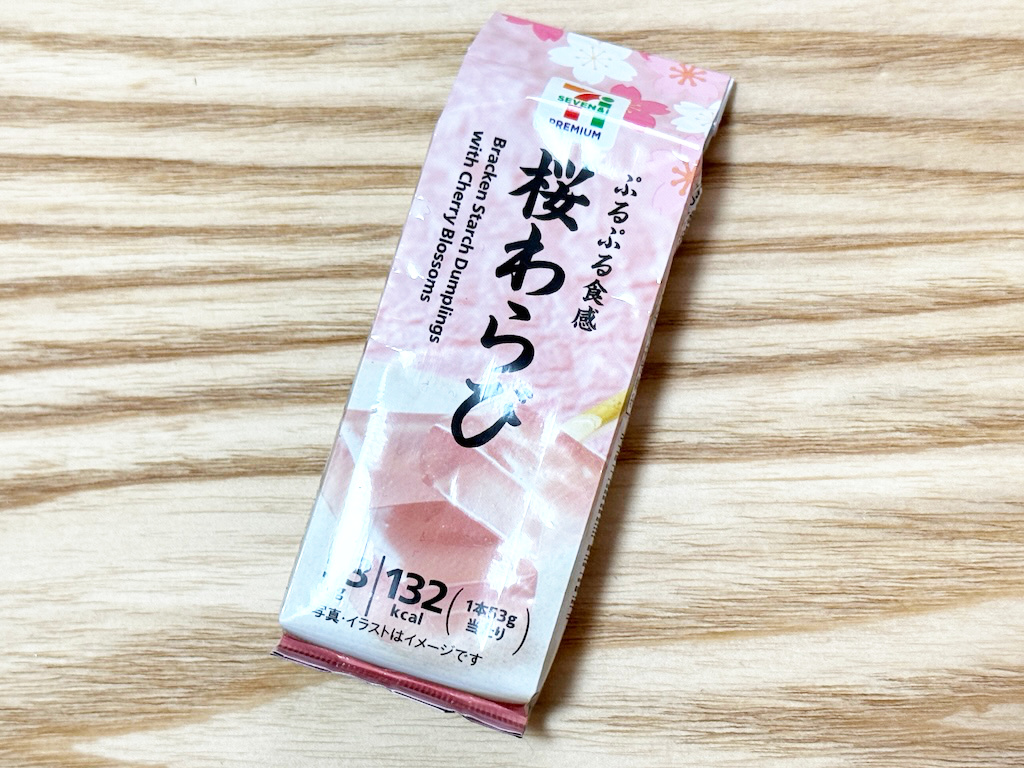 SEVEN&i
PREMIUM
ぷるぷる食感
桜わらび
Bracken Starch Dumplings
with Cherry Blossoms
g
132
kcal
(1本53g
当たり)
写真・イラストはイメージです